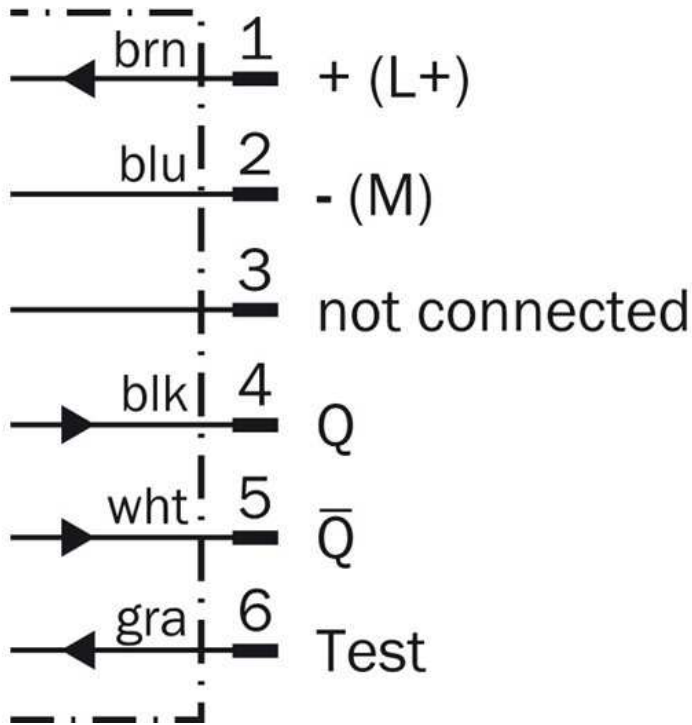 brn 1 + (L+)
blu 2 - (M)
3 not connected
blk 4 Q
wht 5 Q̅
gra 6 Test